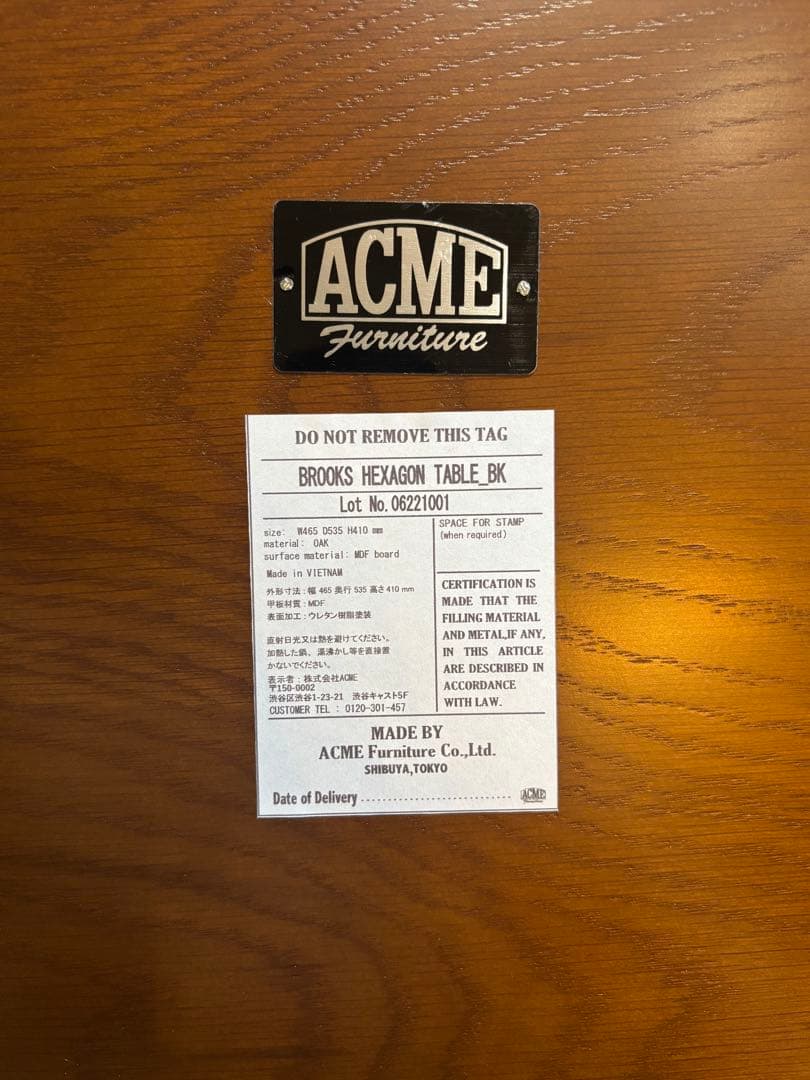 ACME
Furniture
DO NOT REMOVE THIS TAG
BROOKS HEXAGON TABLE_BK
Lot No. 06221001
size: W465 D535 H410 mm
material: OAK
surface material: MDF board
Made in VIETNAM
外形寸法：幅 465 奥行 535 高さ 410 mm
甲板材質：MDF
表面加工：ウレタン樹脂塗装
直射日光又は熱を避けてください。
加熱した鍋、湯沸かし等を直接置
かないでください。
表示者：株式会社ACME
〒150-0002
渋谷区渋谷1-23-21 渋谷キャスト5F
CUSTOMER TEL : 0120-301-457
SPACE FOR STAMP
(when required)
CERTIFICATION IS
MADE THAT THE
FILLING MATERIAL
AND METAL,IF ANY,
IN THIS ARTICLE
ARE DESCRIBED IN
ACCORDANCE
WITH LAW.
MADE BY
ACME Furniture Co.,Ltd.
SHIBUYA,TOKYO
Date of Delivery
ACME
Furniture